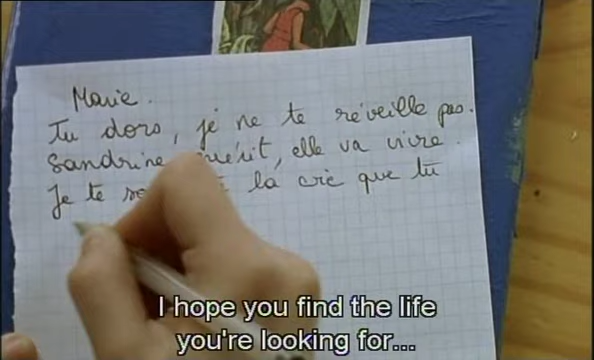 Marie.
Tu dors, je ne te réveille pas.
Sandrine guérit, elle va vivre.
Je te la vie que tu
I hope you find the life
you're looking for...